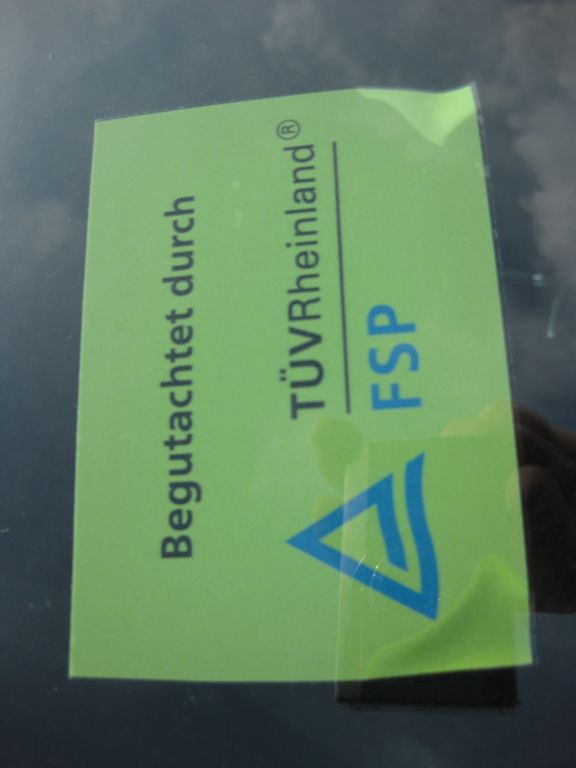 Begutachtet durch
TÜVRheinland®
FSP